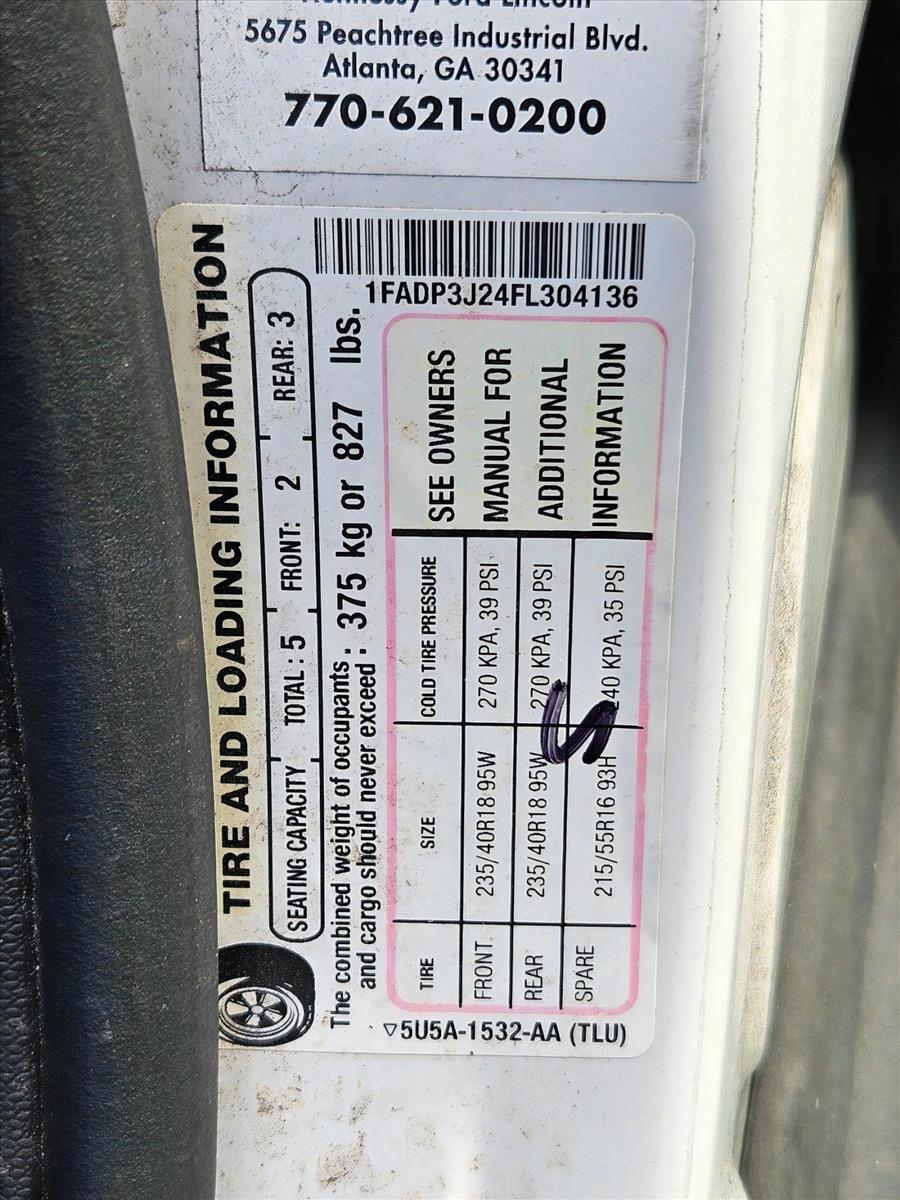 Hennessy Ford Lincoln
5675 Peachtree Industrial Blvd.
Atlanta, GA 30341
770-621-0200
1FADP3J24FL304136
TIRE AND LOADING INFORMATION
SEATING CAPACITY TOTAL : 5 FRONT: 2 REAR: 3
The combined weight of occupants
and cargo should never exceed : 375 kg or 827 lbs.
TIRE SIZE COLD TIRE PRESSURE SEE OWNERS
FRONT 235/40R18 95W 270 KPA, 39 PSI MANUAL FOR
REAR 235/40R18 95W 270 KPA, 39 PSI ADDITIONAL
SPARE 215/55R16 93H 240 KPA, 35 PSI INFORMATION
5U5A-1532-AA (TLU)